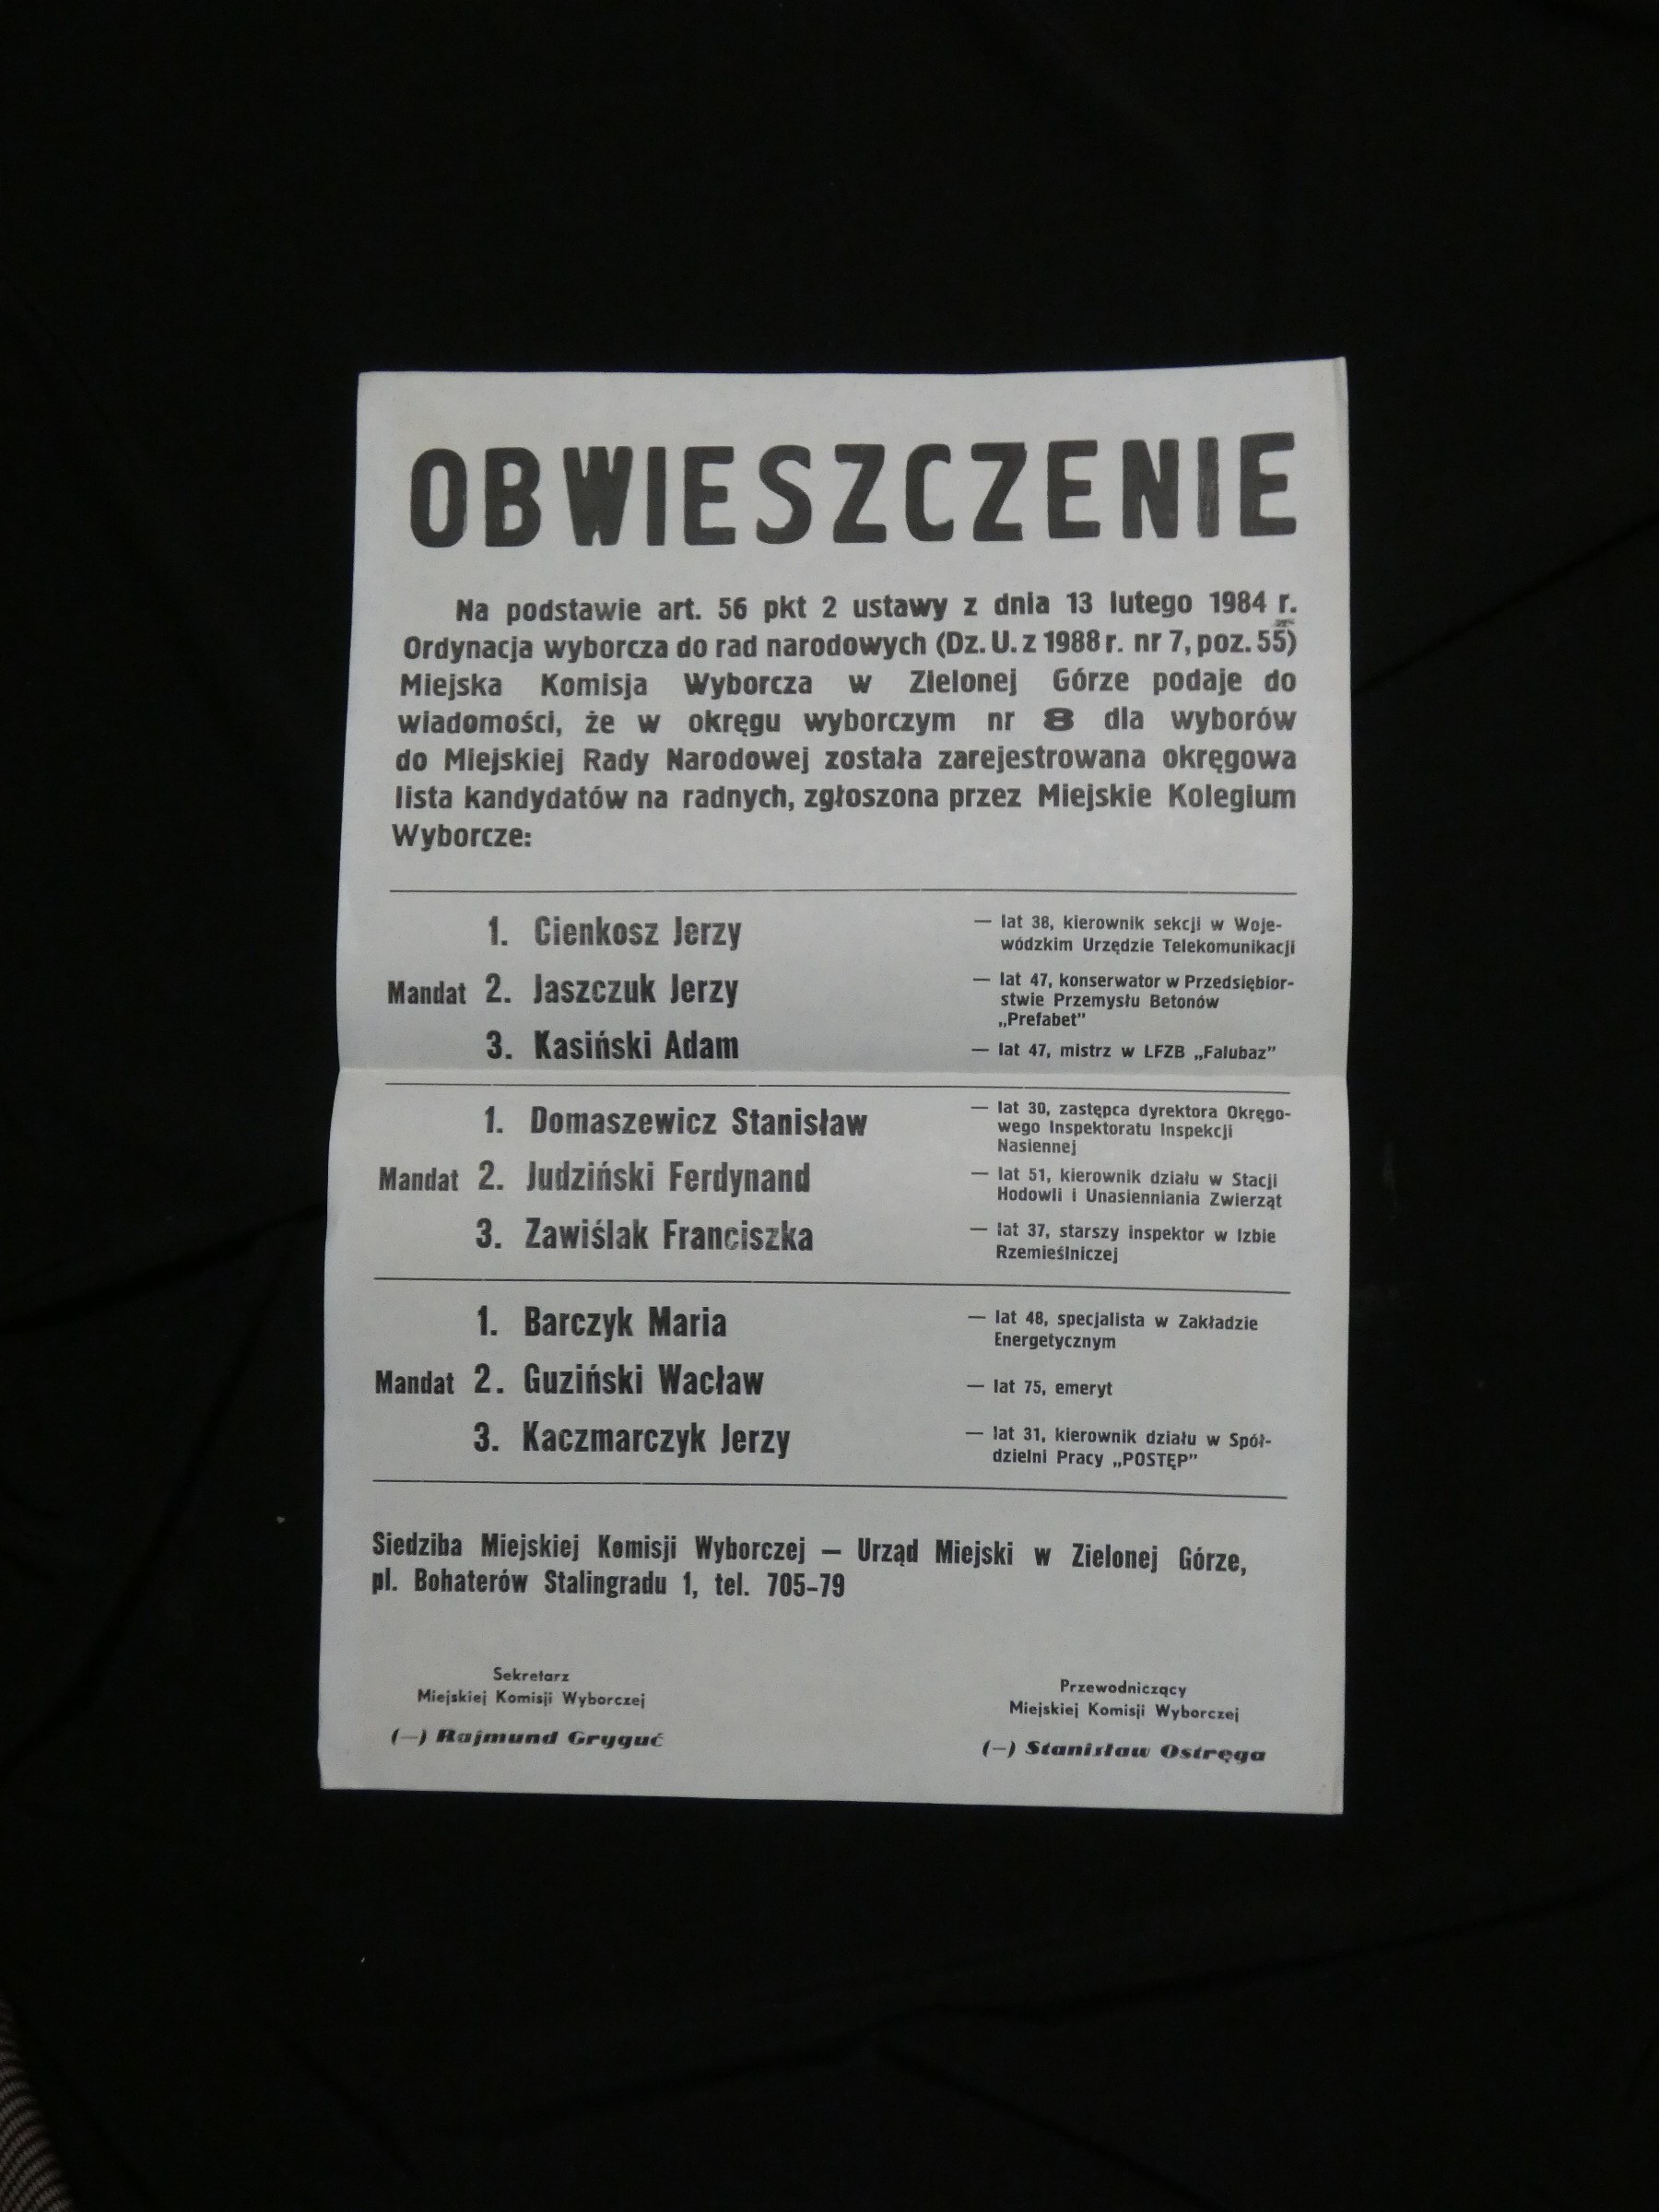 OBWIESZCZENIE
Na podstawie art. 56 pkt 2 ustawy z dnia 13 lutego 1984 r.
Ordynacja wyborcza do rad narodowych (Dz. U. z 1988 r. nr 7, poz. 55)
Miejska Komisja Wyborcza w Zielonej Górze podaje do
wiadomości, że w okręgu wyborczym nr 8 dla wyborów
do Miejskiej Rady Narodowej została zarejestrowana okręgowa
lista kandydatów na radnych, zgłoszona przez Miejskie Kolegium
Wyborcze:
1. Cienkosz Jerzy — lat 38, kierownik sekcji w Woje-
wódzkim Urzędzie Telekomunikacji
Mandat 2. Jaszczuk Jerzy — lat 47, konserwator w Przedsiębior-
stwie Przemysłu Betonów
„Prefabet”
3. Kasiński Adam — lat 47, mistrz w LFZB „Falubaz”
1. Domaszewicz Stanisław — lat 30, zastępca dyrektora Okręgo-
wego Inspektoratu Inspekcji
Nasiennej
Mandat 2. Judziński Ferdynand — lat 51, kierownik działu w Stacji
Hodowli i Unasienniania Zwierząt
3. Zawiślak Franciszka — lat 37, starszy inspektor w Izbie
Rzemieślniczej
1. Barczyk Maria — lat 48, specjalista w Zakładzie
Energetycznym
Mandat 2. Guziński Wacław — lat 75, emeryt
3. Kaczmarczyk Jerzy — lat 31, kierownik działu w Spół-
dzielni Pracy „POSTĘP”
Siedziba Miejskiej Komisji Wyborczej — Urząd Miejski w Zielonej Górze,
pl. Bohaterów Stalingradu 1, tel. 705-79
Sekretarz
Miejskiej Komisji Wyborczej
(—) Rajmund Gryguć
Przewodniczący
Miejskiej Komisji Wyborczej
(—) Stanisław Ostręga